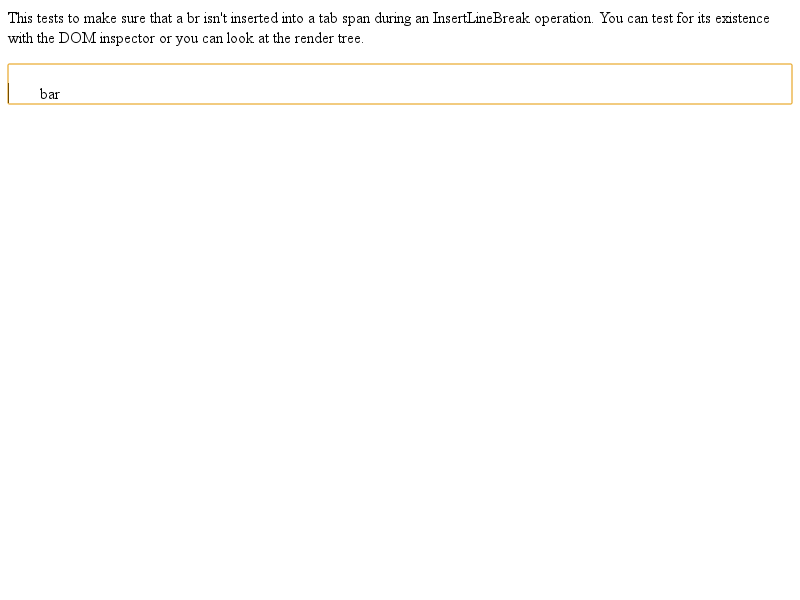 This tests to make sure that a br isn't inserted into a tab span during an InsertLineBreak operation. You can test for its existence
with the DOM inspector or you can look at the render tree.
bar